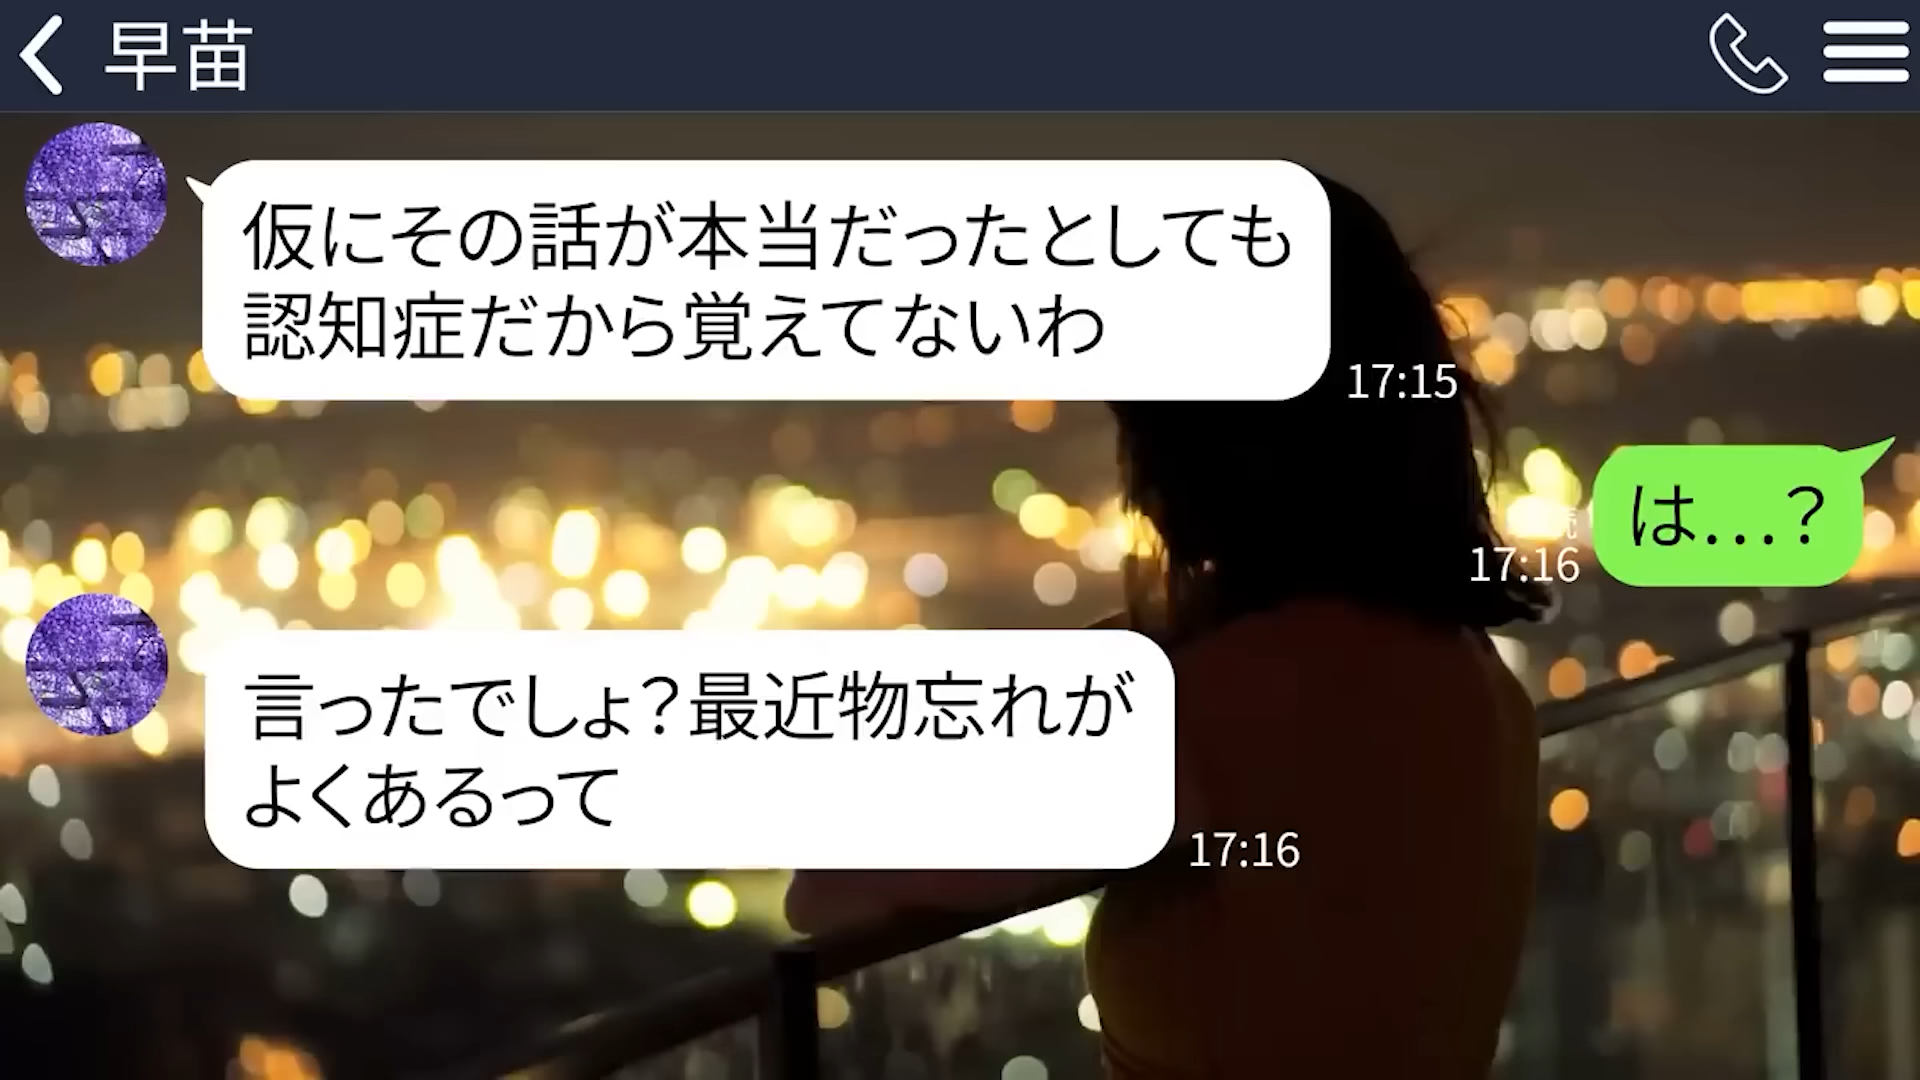 早苗
仮にその話が本当だったとしても
認知症だから覚えてないわ
17:15
は…？
17:16
言ったでしょ？最近物忘れが
よくあるって
17:16